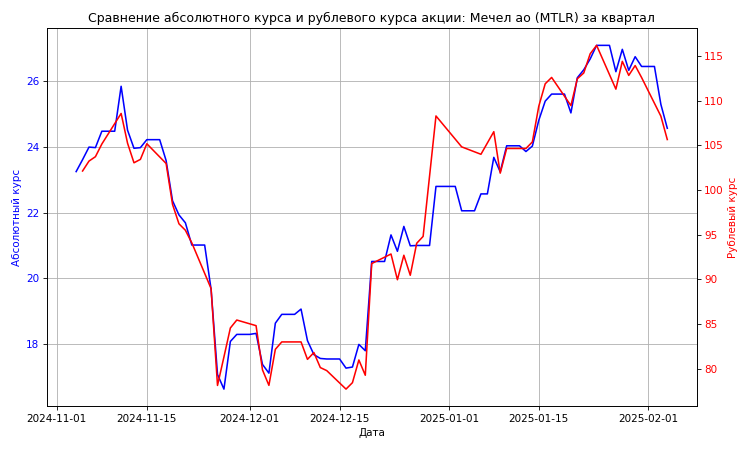 Сравнение абсолютного курса и рублевого курса акции: Мечел ао (MTLR) за квартал
Абсолютный курс
26
24
22
20
18
115
110
105
100
95
90
85
80
Рублевый курс
2024-11-01 2024-11-15 2024-12-01 2024-12-15 2025-01-01 2025-01-15 2025-02-01
Дата